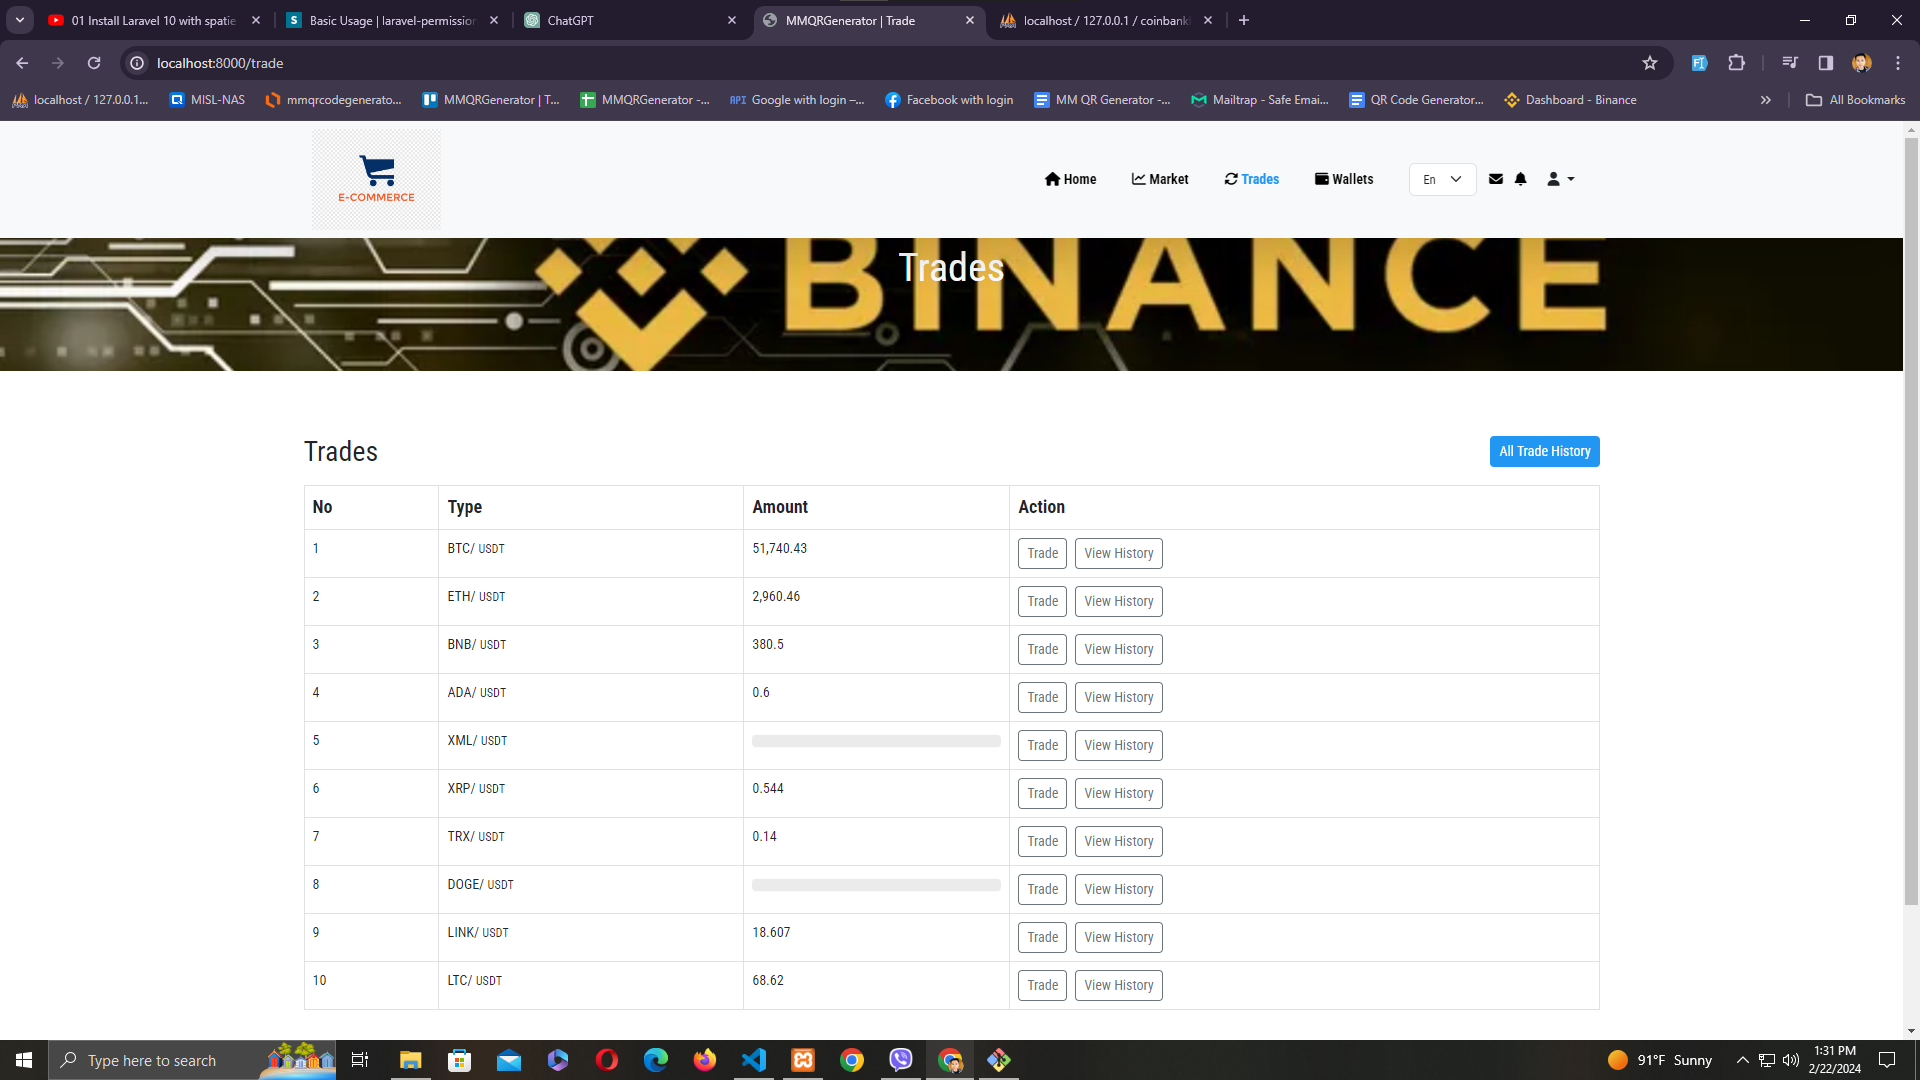 01 Install Laravel 10 with spatie
Basic Usage | laravel-permission
ChatGPT
MMQRGenerator | Trade
localhost / 127.0.0.1 / coinbank
localhost:8000/trade
localhost / 127.0.0.1...
MISL-NAS
mmqrcodegenerato...
MMQRGenerator | T...
MMQRGenerator -...
API Google with login –...
Facebook with login
MM QR Generator -...
Mailtrap - Safe Emai...
QR Code Generator...
Dashboard - Binance
All Bookmarks
E-COMMERCE
Home
Market
Trades
Wallets
En
BINANCE
Trades
Trades
All Trade History
No Type Amount Action
1 BTC/ USDT 51,740.43 Trade View History
2 ETH/ USDT 2,960.46 Trade View History
3 BNB/ USDT 380.5 Trade View History
4 ADA/ USDT 0.6 Trade View History
5 XML/ USDT Trade View History
6 XRP/ USDT 0.544 Trade View History
7 TRX/ USDT 0.14 Trade View History
8 DOGE/ USDT Trade View History
9 LINK/ USDT 18.607 Trade View History
10 LTC/ USDT 68.62 Trade View History
Type here to search
91°F Sunny
1:31 PM
2/22/2024